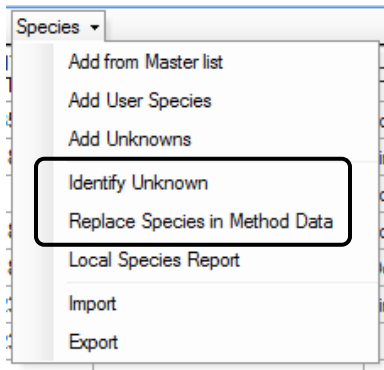 Species
Add from Master list
Add User Species
Add Unknowns
Identify Unknown
Replace Species in Method Data
Local Species Report
Import
Export